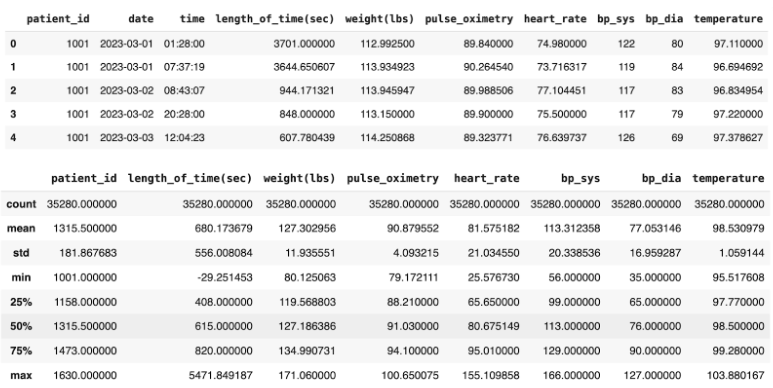 patient_id date time length_of_time(sec) weight(lbs) pulse_oximetry heart_rate bp_sys bp_dia temperature
0 1001 2023-03-01 01:28:00 3701.000000 112.992500 89.840000 74.980000 122 80 97.110000
1 1001 2023-03-01 07:37:19 3644.650607 113.934923 90.264540 73.716317 119 84 96.694692
2 1001 2023-03-02 08:43:07 944.171321 113.945947 89.988506 77.104451 117 83 96.834954
3 1001 2023-03-02 20:28:00 848.000000 113.150000 89.900000 75.500000 117 79 97.220000
4 1001 2023-03-03 12:04:23 607.780439 114.250868 89.323771 76.639737 126 69 97.378627
patient_id length_of_time(sec) weight(lbs) pulse_oximetry heart_rate bp_sys bp_dia temperature
count 35280.000000 35280.000000 35280.000000 35280.000000 35280.000000 35280.000000 35280.000000 35280.000000
mean 1315.500000 680.173679 127.302956 90.879552 81.575182 113.312358 77.053146 98.530979
std 181.867683 556.008084 11.935551 4.093215 21.034550 20.338536 16.959287 1.059144
min 1001.000000 -29.251453 80.125063 79.172111 25.576730 56.000000 35.000000 95.517608
25% 1158.000000 408.000000 119.568803 88.210000 65.650000 99.000000 65.000000 97.770000
50% 1315.500000 615.000000 127.186386 91.030000 80.675149 113.000000 76.000000 98.500000
75% 1473.000000 820.000000 134.990731 94.100000 95.010000 129.000000 90.000000 99.280000
max 1630.000000 5471.849187 171.060000 100.650075 155.109858 166.000000 127.000000 103.880167